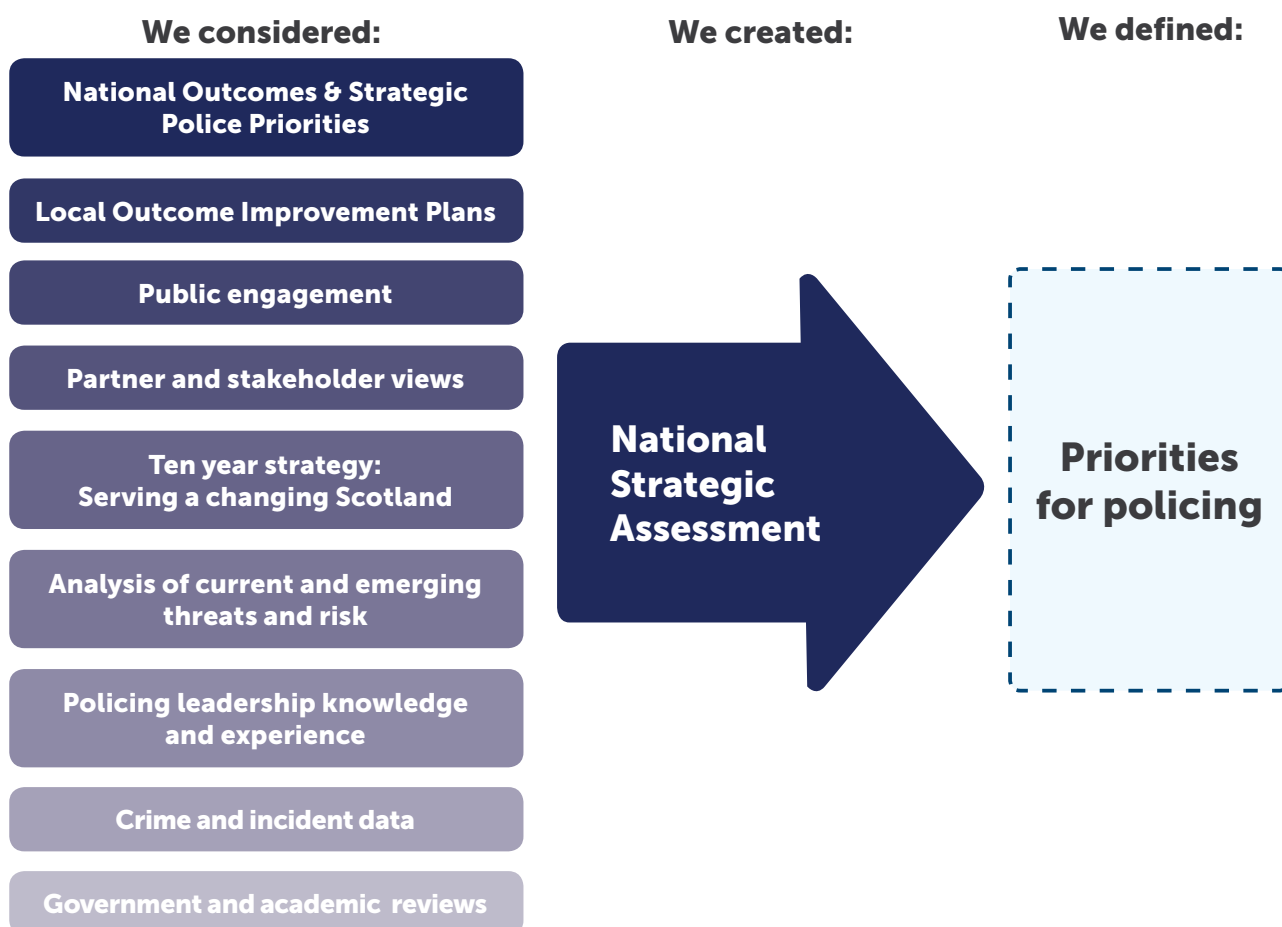 We considered:
National Outcomes & Strategic
Police Priorities
Local Outcome Improvement Plans
Public engagement
Partner and stakeholder views
Ten year strategy:
Serving a changing Scotland
Analysis of current and emerging
threats and risk
Policing leadership knowledge
and experience
Crime and incident data
Government and academic reviews
We created:
National
Strategic
Assessment
We defined:
Priorities
for policing